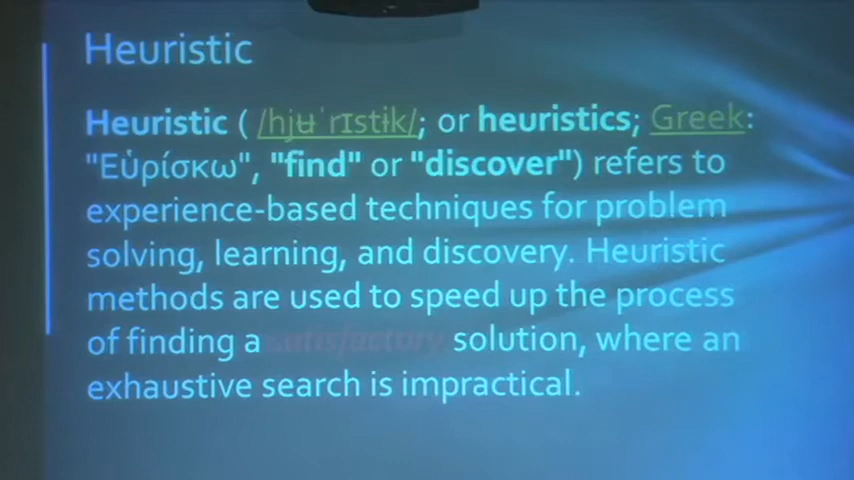 Heuristic
Heuristic ( /hjʉˈrɪstɨk/; or heuristics; Greek:
"Εὑρίσκω", "find" or "discover") refers to
experience-based techniques for problem
solving, learning, and discovery. Heuristic
methods are used to speed up the process
of finding a satisfactory solution, where an
exhaustive search is impractical.